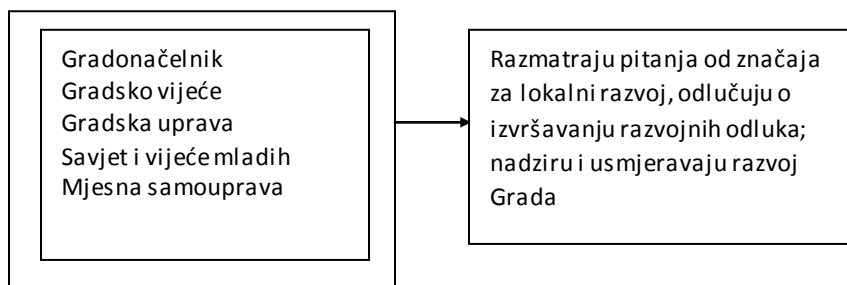 Gradonačelnik
Gradsko vijeće
Gradska uprava
Savjet i vijeće mladih
Mjesna samouprava
Razmatraju pitanja od značaja
za lokalni razvoj, odlučuju o
izvršavanju razvojnih odluka;
nadziru i usmjeravaju razvoj
Grada